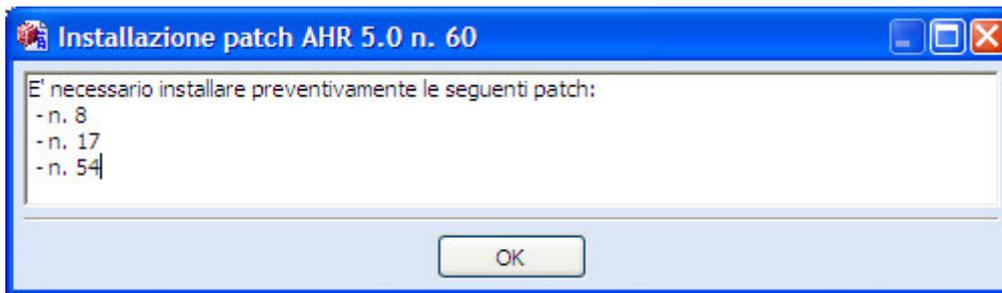 Installazione patch AHR 5.0 n. 60
E' necessario installare preventivamente le seguenti patch:
- n. 8
- n. 17
- n. 54
OK